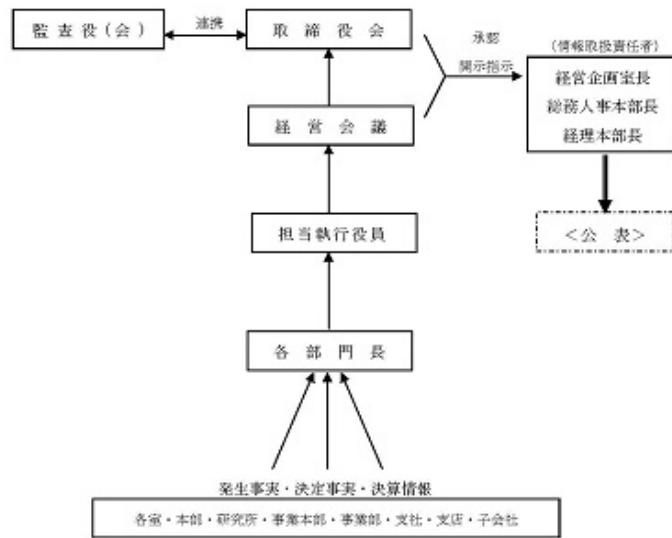 監査役(会)
連携
取締役会
承認
開示指示
(情報取扱責任者)
経営企画室長
総務人事本部長
経理本部長
経営会議
担当執行役員
<公表>
各部門長
発生事実・決定事実・決算情報
各室・本部・研究所・事業本部・事業部・支社・支店・子会社